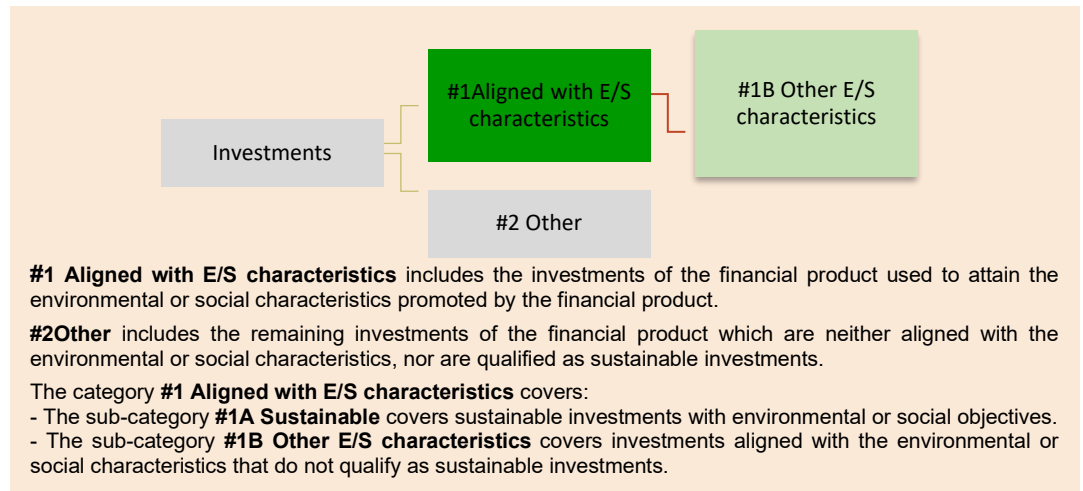 #1Aligned with E/S
characteristics
#1B Other E/S
characteristics
Investments
#2 Other
#1 Aligned with E/S characteristics includes the investments of the financial product used to attain the
environmental or social characteristics promoted by the financial product.
#2Other includes the remaining investments of the financial product which are neither aligned with the
environmental or social characteristics, nor are qualified as sustainable investments.
The category #1 Aligned with E/S characteristics covers:
- The sub-category #1A Sustainable covers sustainable investments with environmental or social objectives.
- The sub-category #1B Other E/S characteristics covers investments aligned with the environmental or
social characteristics that do not qualify as sustainable investments.